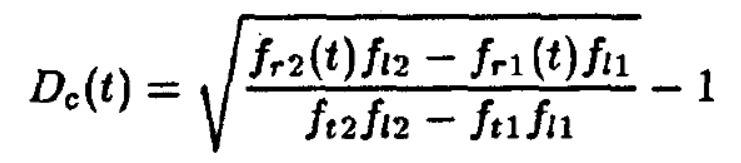 D_c(t) = \sqrt{\frac{f_{r2}(t) f_{l2} - f_{r1}(t) f_{l1}}{f_{t2} f_{l2} - f_{t1} f_{l1}}} - 1